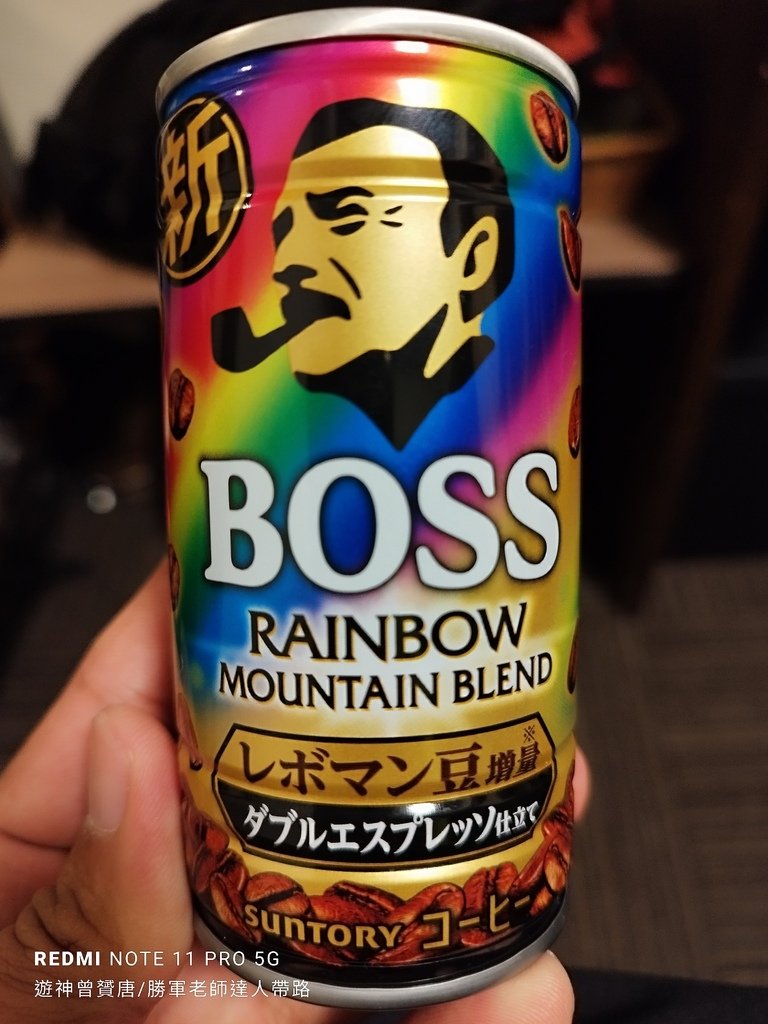 新
BOSS
RAINBOW
MOUNTAIN BLEND
レボマン豆増量※
ダブルエスプレッソ仕立て
SUNTORY コーヒー
REDMI NOTE 11 PRO 5G
遊神曾贇唐/勝軍老師達人帶路